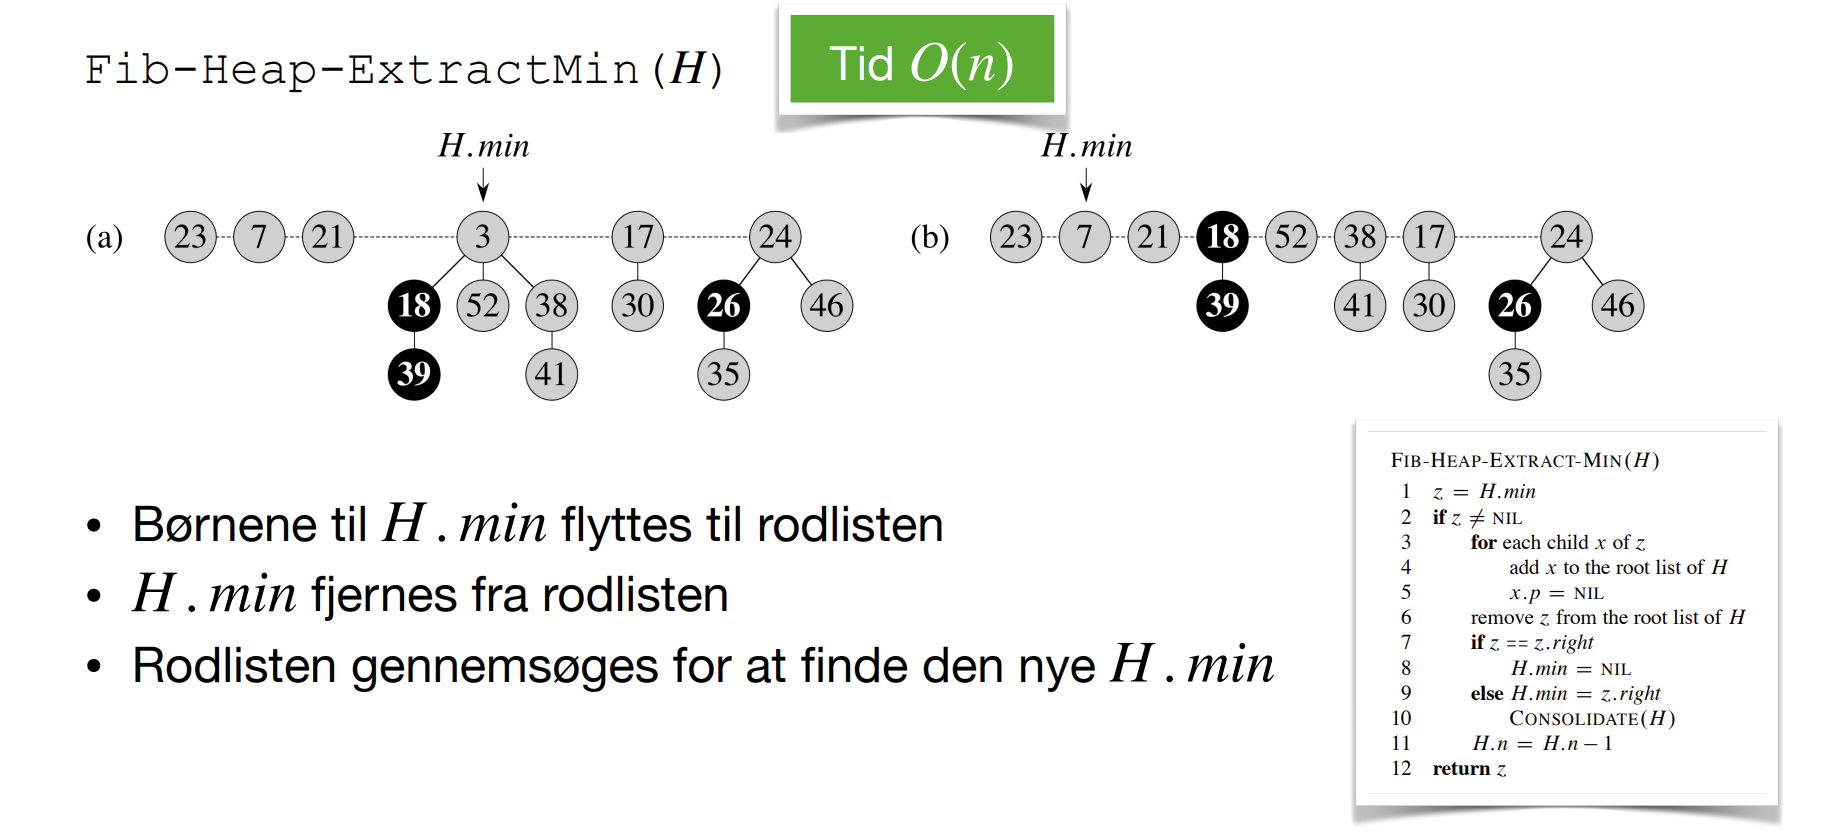 Fib-Heap-ExtractMin(H)
Tid O(n)
H.min
H.min
(a) 23 7 21 3 17 24
18 52 38 30 26 46
39 41 35
(b) 23 7 21 18 52 38 17 24
39 41 30 26 46
35
• Børnene til H.min flyttes til rodlisten
• H.min fjernes fra rodlisten
• Rodlisten gennemsøges for at finde den nye H.min
FIB-HEAP-EXTRACT-MIN(H)
1 z = H.min
2 if z ≠ NIL
3 for each child x of z
4 add x to the root list of H
5 x.p = NIL
6 remove z from the root list of H
7 if z == z.right
8 H.min = NIL
9 else H.min = z.right
10 CONSOLIDATE(H)
11 H.n = H.n − 1
12 return z